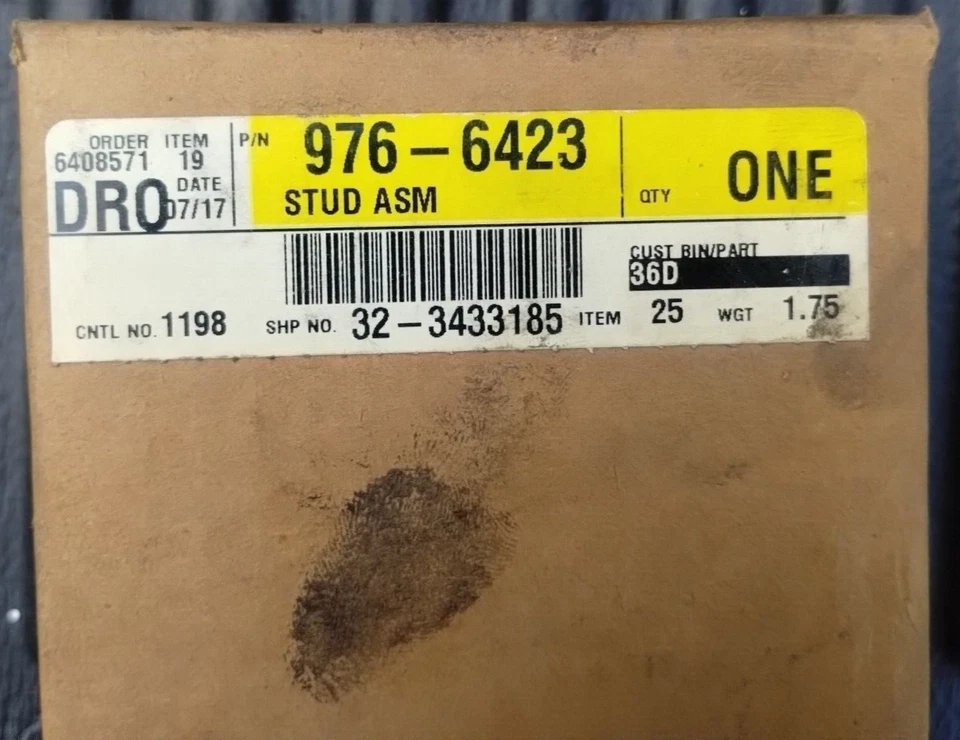 ORDER ITEM P/N 976-6423
6408571 19
DRO DATE STUD ASM QTY ONE
07/17
CUST BIN/PART
36D
CNTL NO. 1198 SHP NO. 32-3433185 ITEM 25 WGT 1.75